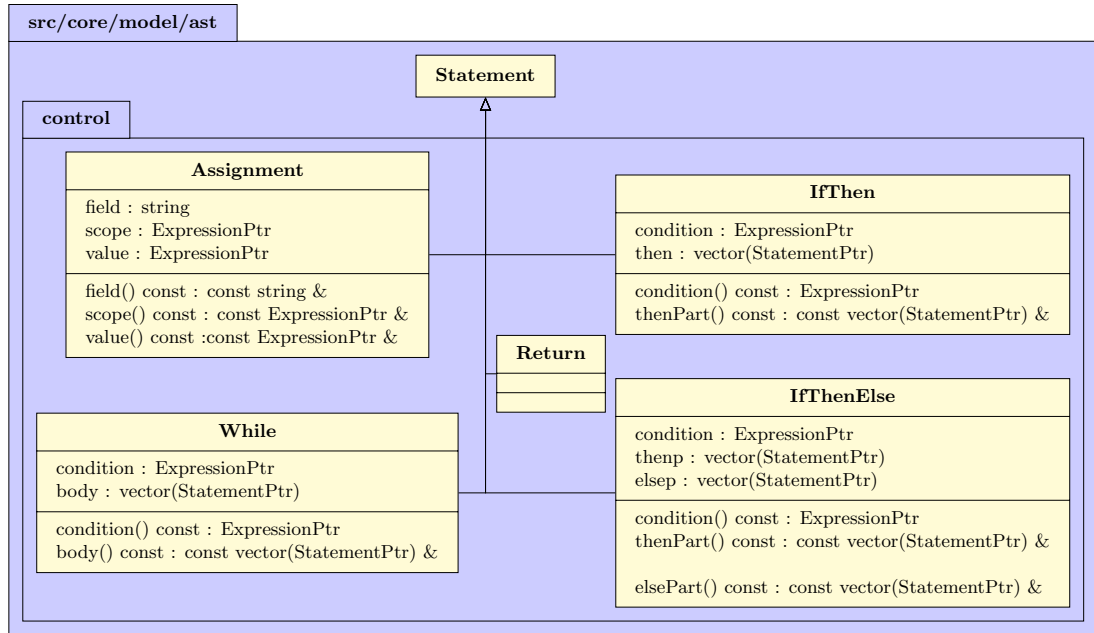 src/core/model/ast
Statement
control
Assignment
field : string
scope : ExpressionPtr
value : ExpressionPtr
field() const : const string &
scope() const : const ExpressionPtr &
value() const :const ExpressionPtr &
IfThen
condition : ExpressionPtr
then : vector(StatementPtr)
condition() const : ExpressionPtr
thenPart() const : const vector(StatementPtr) &
Return
While
condition : ExpressionPtr
body : vector(StatementPtr)
condition() const : ExpressionPtr
body() const : const vector(StatementPtr) &
IfThenElse
condition : ExpressionPtr
thenp : vector(StatementPtr)
elsep : vector(StatementPtr)
condition() const : ExpressionPtr
thenPart() const : const vector(StatementPtr) &
elsePart() const : const vector(StatementPtr) &